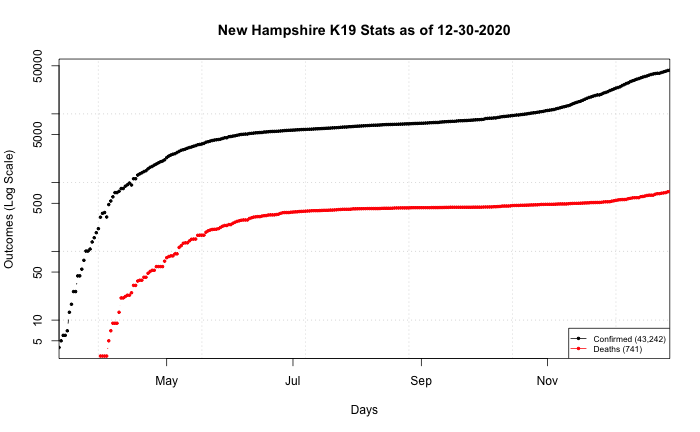 New Hampshire K19 Stats as of 12-30-2020
Outcomes (Log Scale)
50000
5000
500
50
10
5
May
Jul
Sep
Nov
Days
Confirmed (43,242)
Deaths (741)